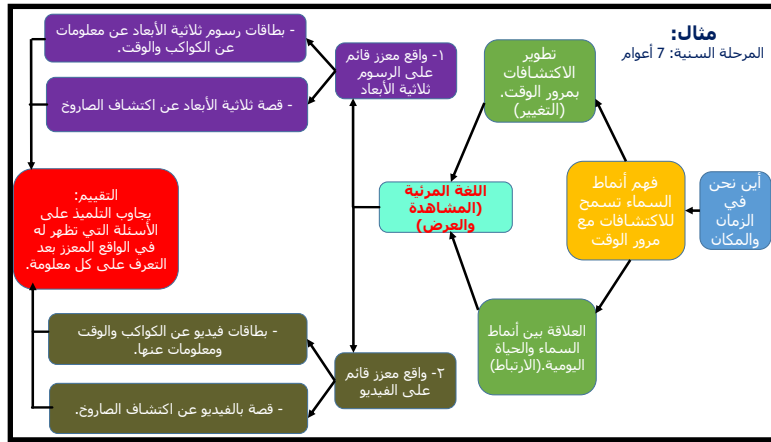 مثال:
المرحلة السنية: 7 أعوام
أين نحن
في
الزمان
والمكان
فهم أنماط
السماء تسمح
للاكتشافات مع
مرور الوقت
تطوير
الاكتشافات
بمرور الوقت.
(التغيير)
العلاقة بين أنماط
السماء والحياة
اليومية.(الارتباط)
اللغة المرئية
(المشاهدة
والعرض)
١- واقع معزز قائم
على الرسوم
ثلاثية الأبعاد
- بطاقات رسوم ثلاثية الأبعاد عن معلومات
عن الكواكب والوقت.
- قصة ثلاثية الأبعاد عن اكتشاف الصاروخ
٢- واقع معزز قائم
على الفيديو
- بطاقات فيديو عن الكواكب والوقت
ومعلومات عنها.
- قصة بالفيديو عن اكتشاف الصاروخ.
التقييم:
يجاوب التلميذ على
الأسئلة التي تظهر له
في الواقع المعزز بعد
التعرف على كل معلومة.